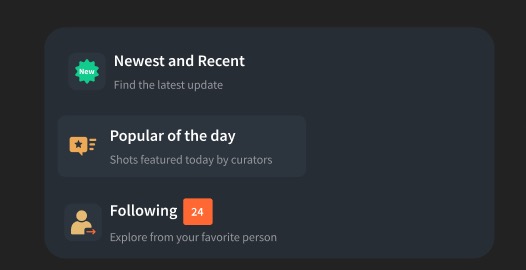 New
Newest and Recent
Find the latest update
Popular of the day
Shots featured today by curators
Following 24
Explore from your favorite person